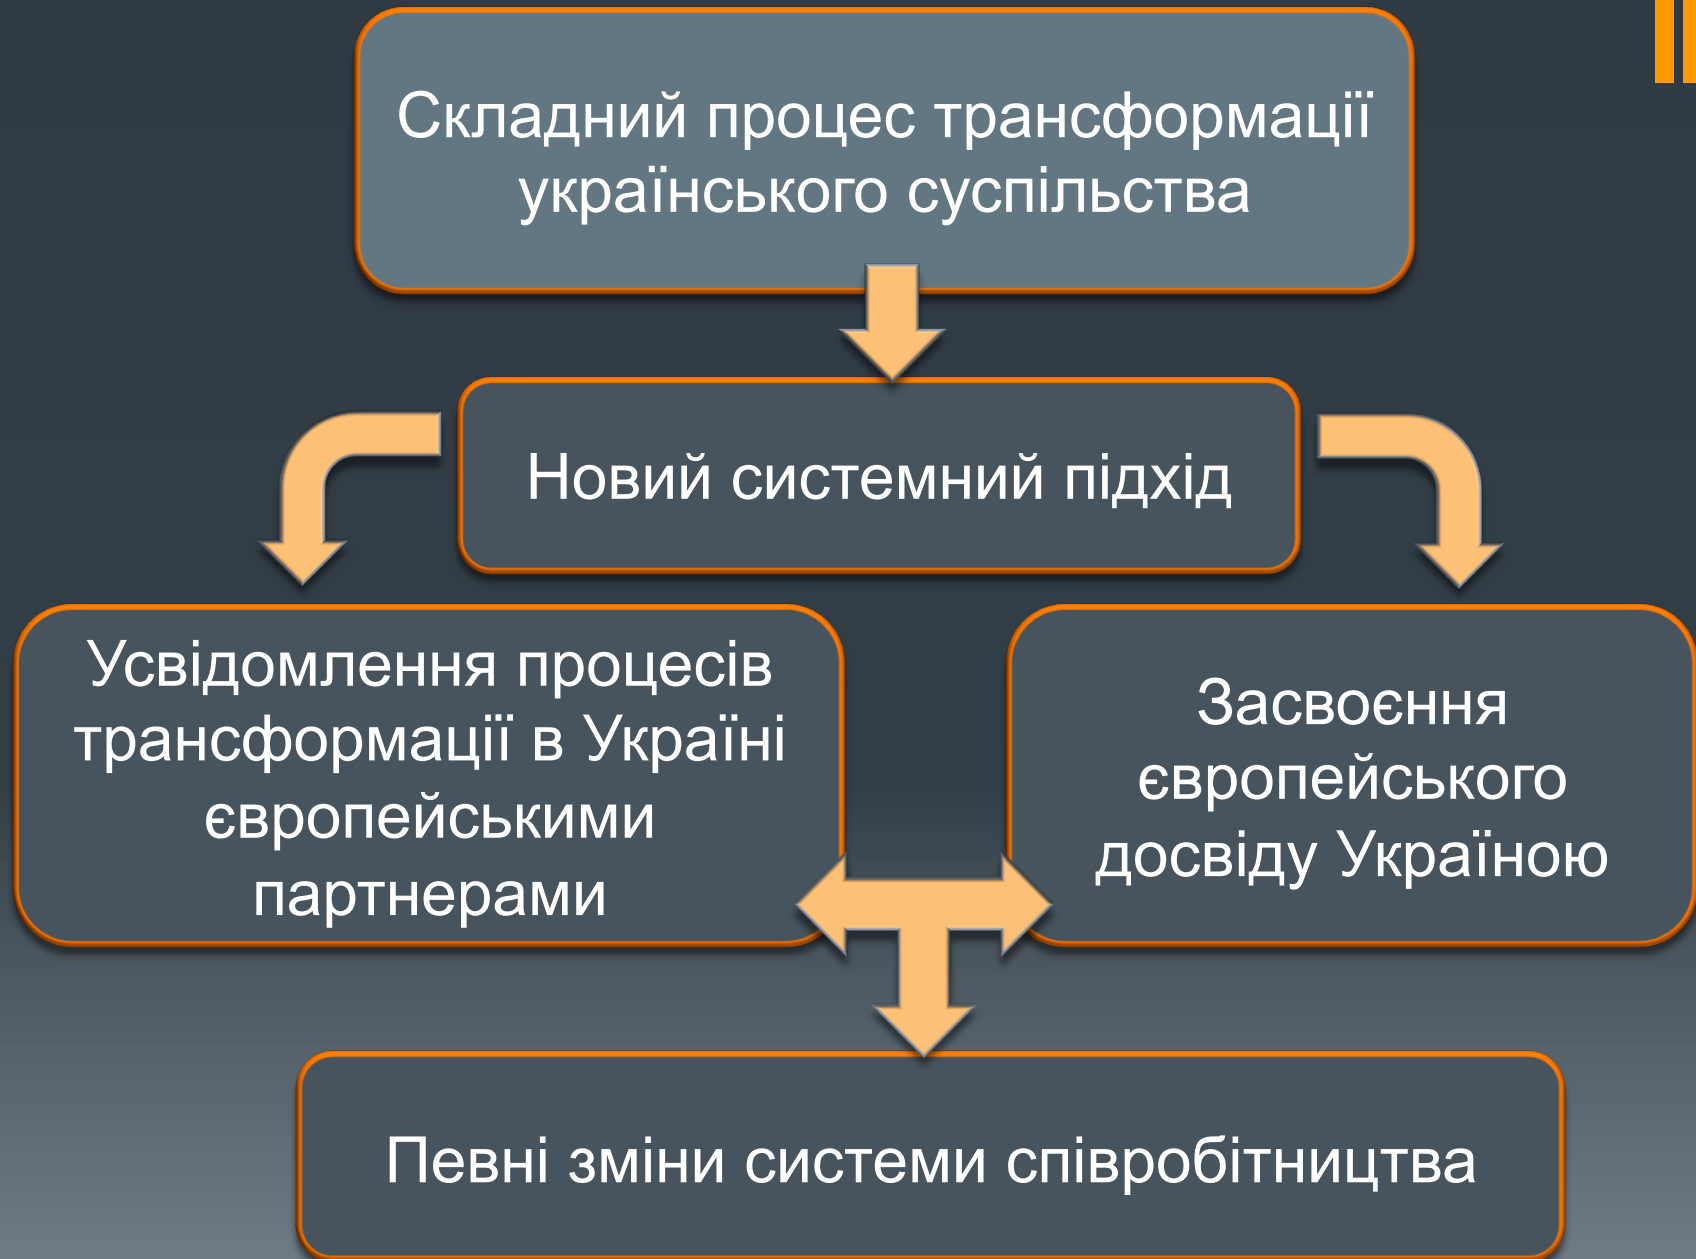 Складний процес трансформації
українського суспільства
Новий системний підхід
Усвідомлення процесів
трансформації в Україні
європейськими
партнерами
Засвоєння
європейського
досвіду Україною
Певні зміни системи співробітництва